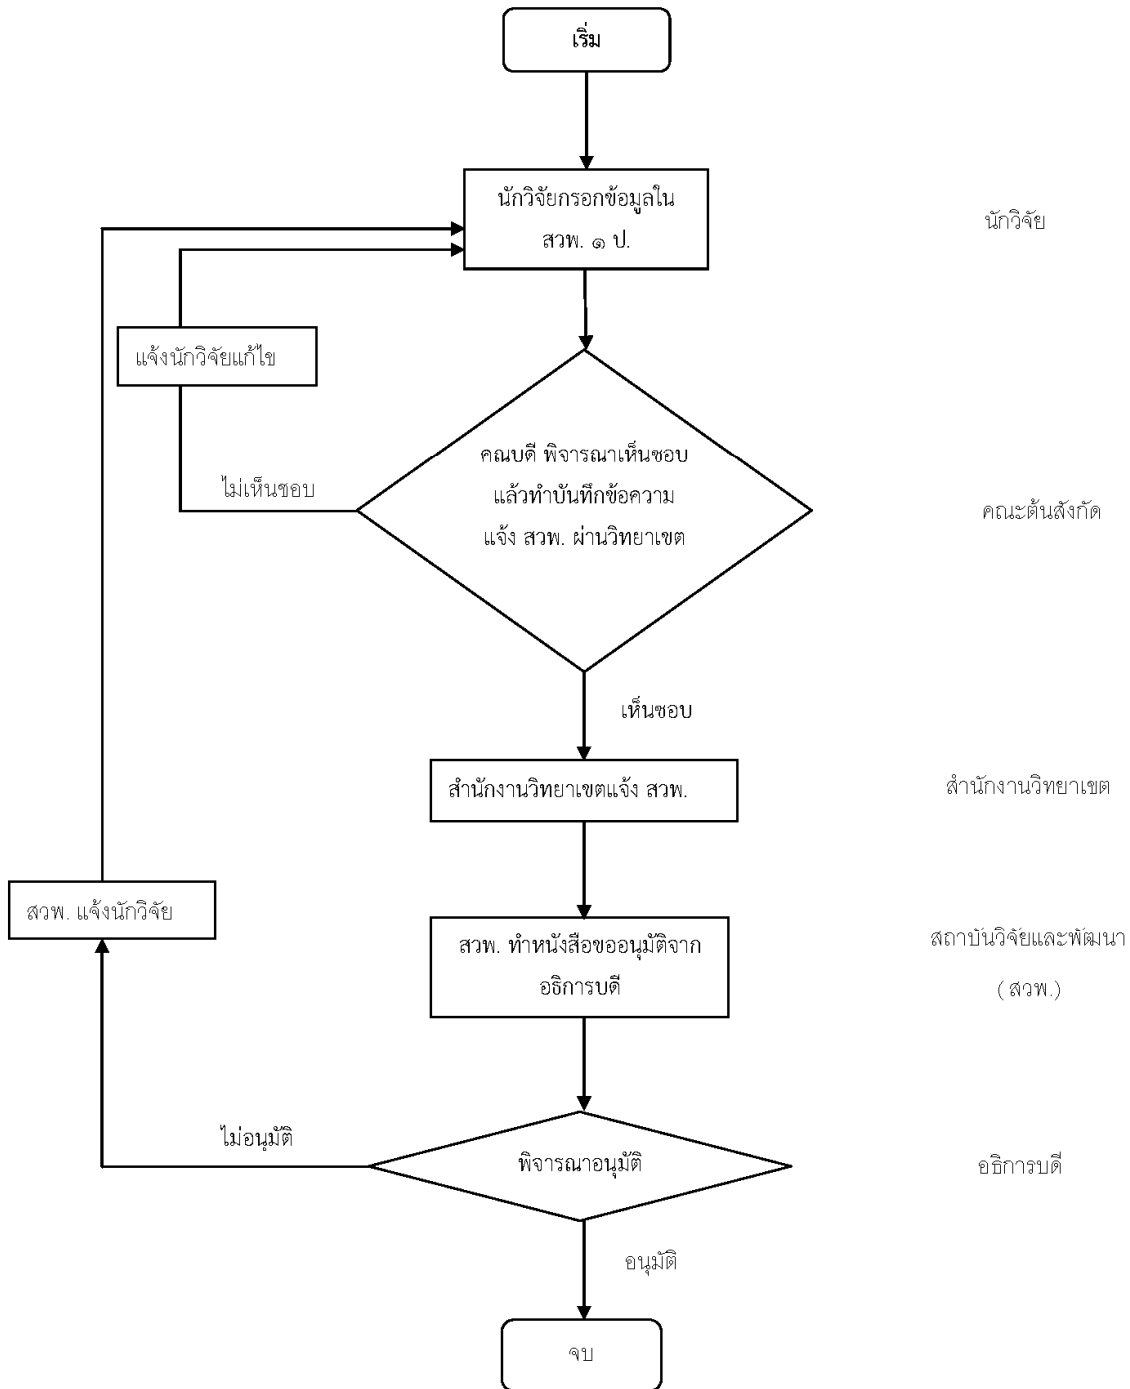 เริ่ม
นักวิจัยกรอกข้อมูลใน
สวพ. ๑ ป.
นักวิจัย
แจ้งนักวิจัยแก้ไข
คณบดี พิจารณาเห็นชอบ
แล้วทำบันทึกข้อความ
แจ้ง สวพ. ผ่านวิทยาเขต
ไม่เห็นชอบ
คณะต้นสังกัด
เห็นชอบ
สำนักงานวิทยาเขตแจ้ง สวพ.
สำนักงานวิทยาเขต
สวพ. แจ้งนักวิจัย
สวพ. ทำหนังสือขออนุมัติจาก
อธิการบดี
สถาบันวิจัยและพัฒนา
(สวพ.)
ไม่อนุมัติ
พิจารณาอนุมัติ
อธิการบดี
อนุมัติ
จบ